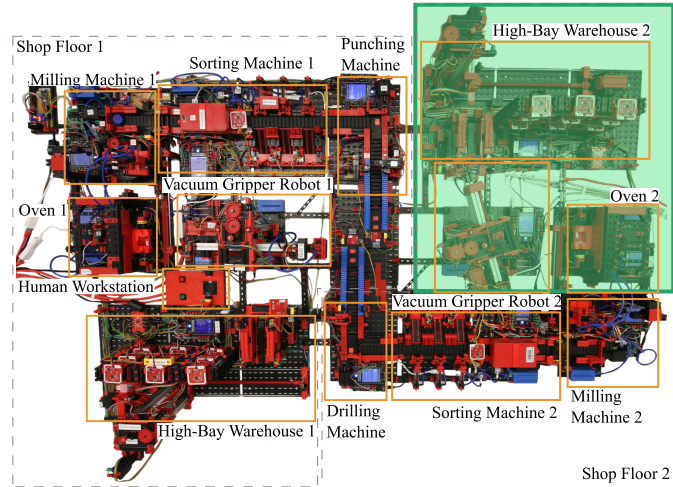 Shop Floor 1
Milling Machine 1
Sorting Machine 1
Punching
Machine
High-Bay Warehouse 2
Oven 1
Vacuum Gripper Robot 1
Oven 2
Human Workstation
Vacuum Gripper Robot 2
High-Bay Warehouse 1
Drilling
Machine
Sorting Machine 2
Milling
Machine 2
Shop Floor 2